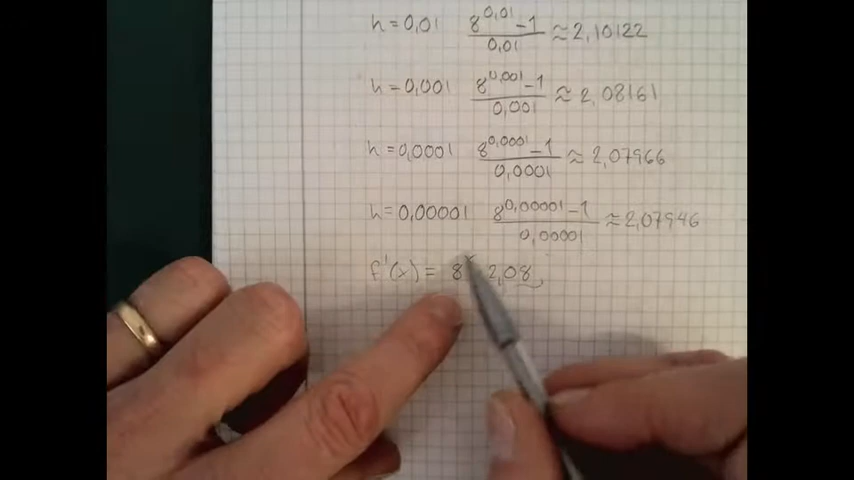 h = 0,01 (8^0,01 − 1)/0,01 ≈ 2,10122
h = 0,001 (8^0,001 − 1)/0,001 ≈ 2,08161
h = 0,0001 (8^0,0001 − 1)/0,0001 ≈ 2,07966
h = 0,00001 (8^0,00001 − 1)/0,00001 ≈ 2,07946
f'(x) = 8^x 2,08